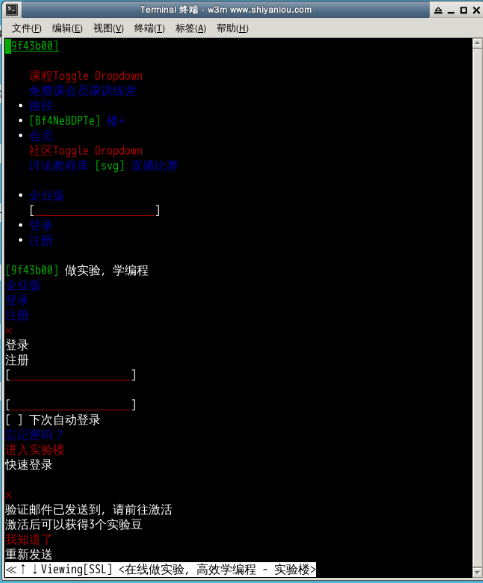 Terminal 终端 - w3m www.shiyanlou.com
文件(F) 编辑(E) 视图(V) 终端(T) 标签(A) 帮助(H)
9f43b00]
课程Toggle Dropdown
免费课会员课训练营
• 路径
• [Bf4Ne8DPTe] 楼+
• 会员
社区Toggle Dropdown
讨论教程库 [svg] 直播比赛
• 企业版
[ ]
• 登录
• 注册
[9f43b00] 做实验, 学编程
企业版
登录
注册
×
登录
注册
[ ]
[ ]
[ ] 下次自动登录
忘记密码了
进入实验楼
快速登录
×
验证邮件已发送到, 请前往激活
激活后可以获得3个实验豆
我知道了
重新发送
≪↑↓Viewing[SSL] <在线做实验, 高效学编程 - 实验楼>